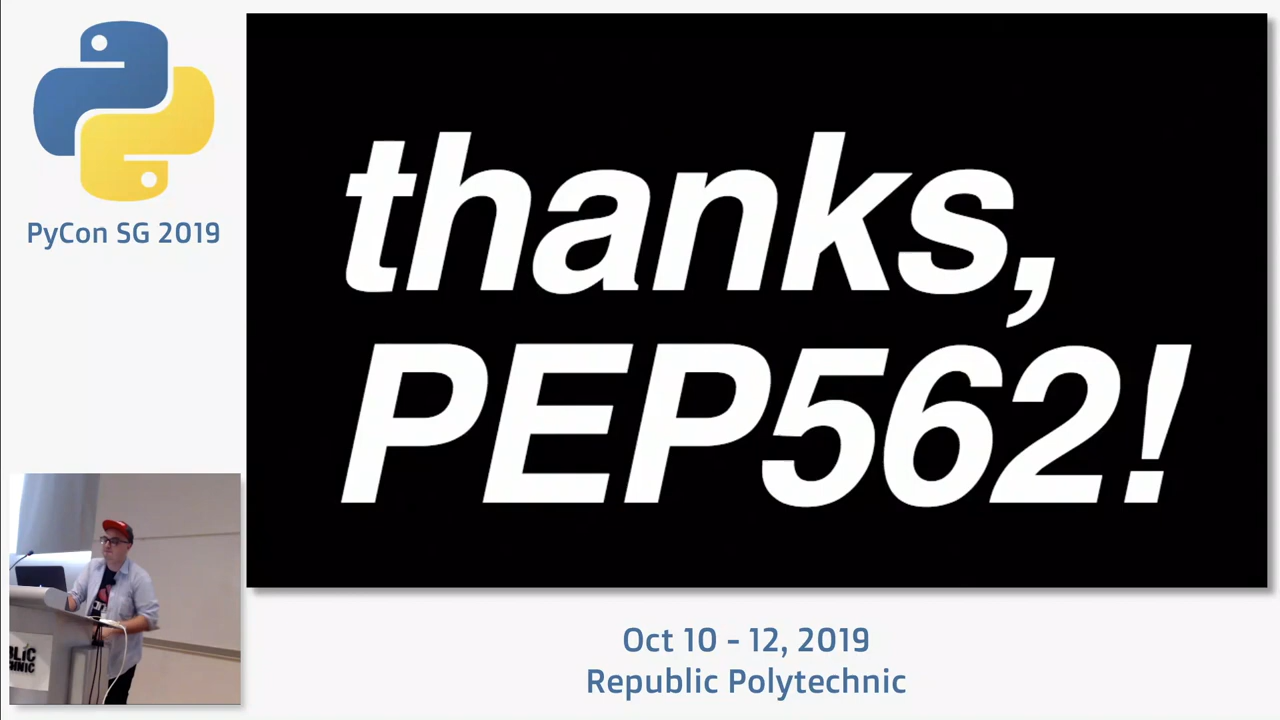 PyCon SG 2019
thanks,
PEP562!
Oct 10 - 12, 2019
Republic Polytechnic